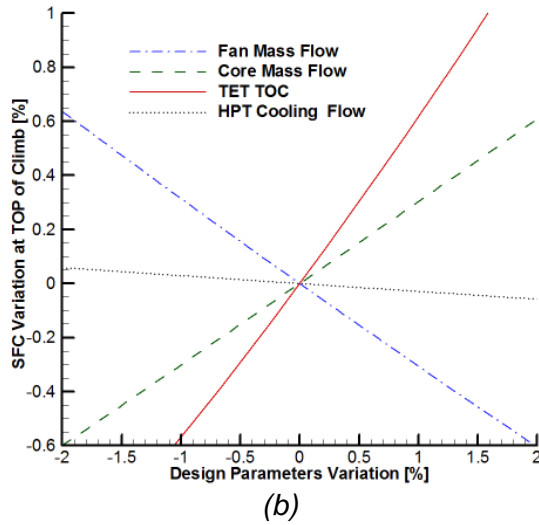 1
Fan Mass Flow
Core Mass Flow
0.8
TET TOC
HPT Cooling Flow
0.6
0.4
0.2
0
-0.2
-0.4
-0.6
SFC Variation at TOP of Climb [%]
-2 -1.5 -1 -0.5 0 0.5 1 1.5 2
Design Parameters Variation [%]
(b)